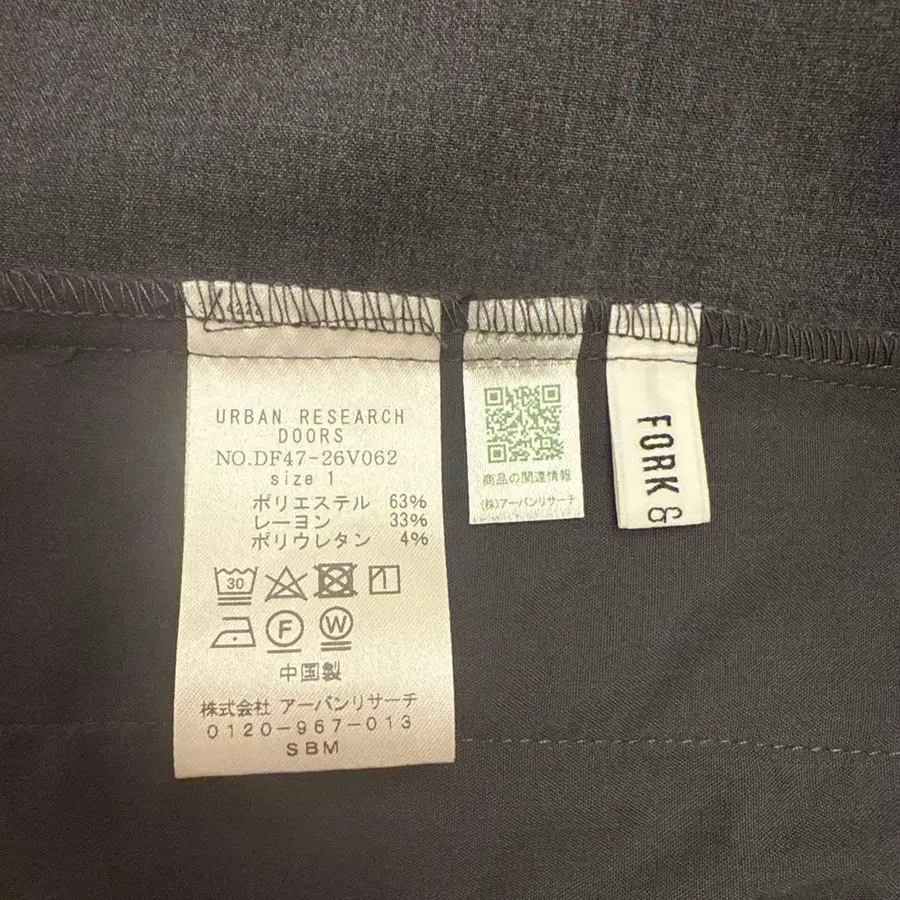 URBAN RESEARCH
DOORS
NO.DF47-26V062
size 1
ポリエステル 63%
レーヨン 33%
ポリウレタン 4%
30
F
W
中国製
株式会社 アーバンリサーチ
0120-967-013
SBM
商品の関連情報
(株)アーバンリサーチ
FORK &